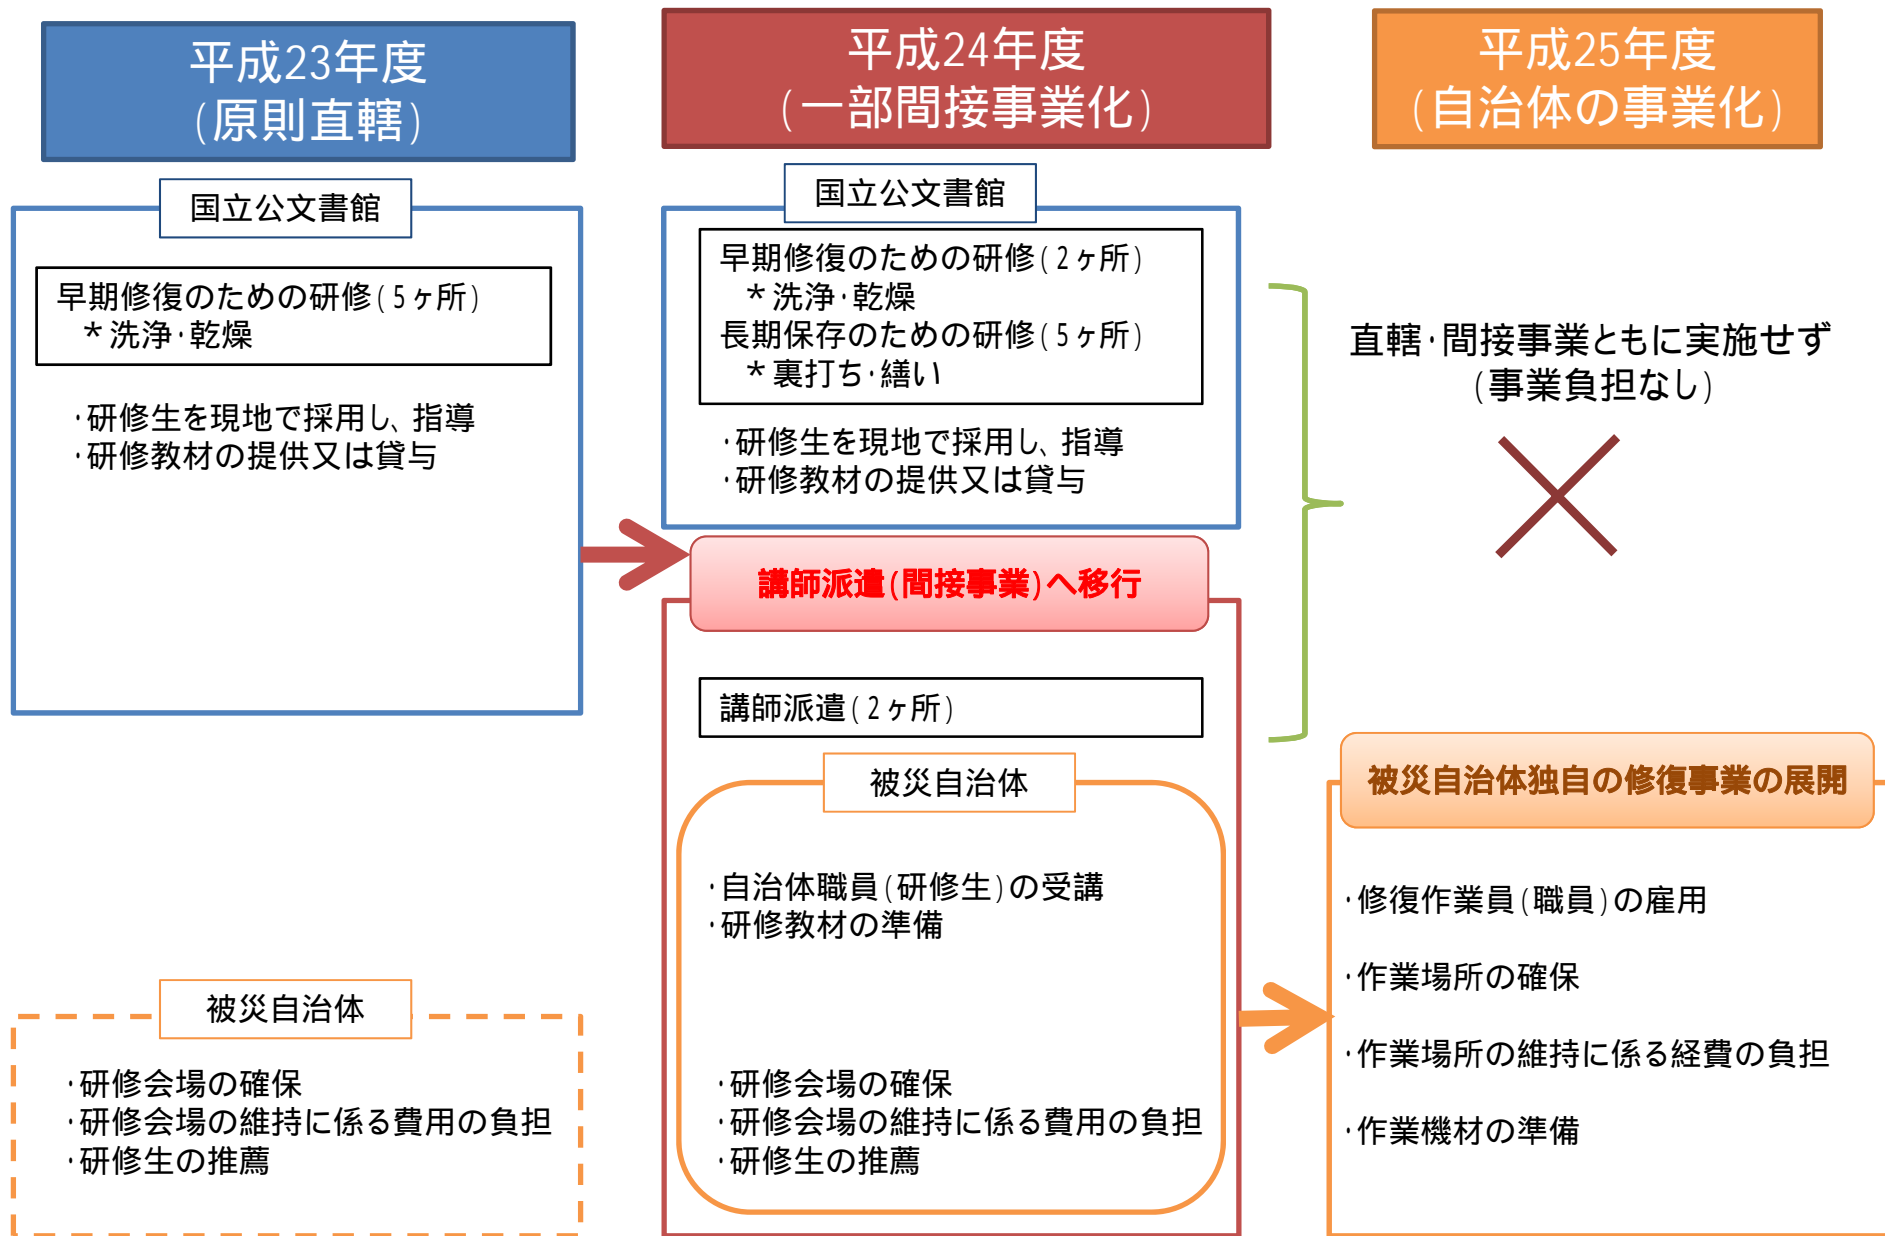 平成23年度
(原則直轄)
国立公文書館
早期修復のための研修(5ヶ所)
*洗浄・乾燥
・研修生を現地で採用し、指導
・研修教材の提供又は貸与
被災自治体
・研修会場の確保
・研修会場の維持に係る費用の負担
・研修生の推薦
平成24年度
(一部間接事業化)
国立公文書館
早期修復のための研修(2ヶ所)
*洗浄・乾燥
長期保存のための研修(5ヶ所)
*裏打ち・繕い
・研修生を現地で採用し、指導
・研修教材の提供又は貸与
講師派遣(間接事業)へ移行
講師派遣(2ヶ所)
被災自治体
・自治体職員(研修生)の受講
・研修教材の準備
・研修会場の確保
・研修会場の維持に係る費用の負担
・研修生の推薦
平成25年度
(自治体の事業化)
直轄・間接事業ともに実施せず
(事業負担なし)
被災自治体独自の修復事業の展開
・修復作業員(職員)の雇用
・作業場所の確保
・作業場所の維持に係る経費の負担
・作業機材の準備